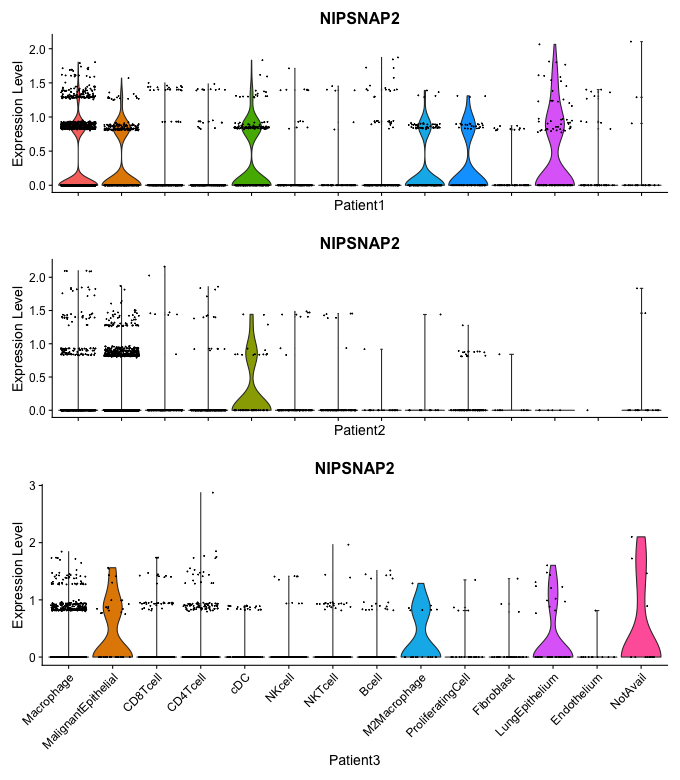 NIPSNAP2
Expression Level
2.0
1.5
1.0
0.5
0.0
Patient1
NIPSNAP2
Expression Level
2.0
1.5
1.0
0.5
0.0
Patient2
NIPSNAP2
Expression Level
3
2
1
0
Macrophage
MalignantEpithelial
CD8Tcell
CD4Tcell
cDC
NKcell
NKTcell
Bcell
M2Macrophage
ProliferatingCell
Fibroblast
LungEpithelium
Endothelium
NotAvail
Patient3